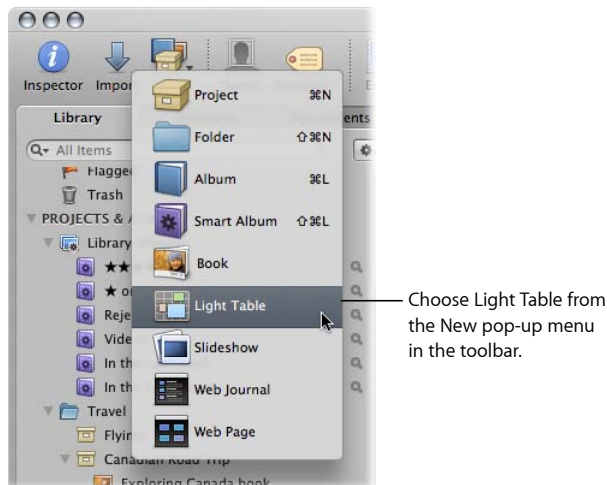 Inspector Impor
Project ⌘N
Library
ents
Folder ⇧⌘N
All Items
Flagge
Album ⌘L
Trash
PROJECTS & A
Smart Album ⇧⌘L
Library
Book
★★
★ o
Light Table
Reje
Choose Light Table from
the New pop-up menu
in the toolbar.
Vide
Slideshow
In th
In th
Web Journal
Travel
Flyin
Web Page
Canadian Road Trip
Exploring Canada book